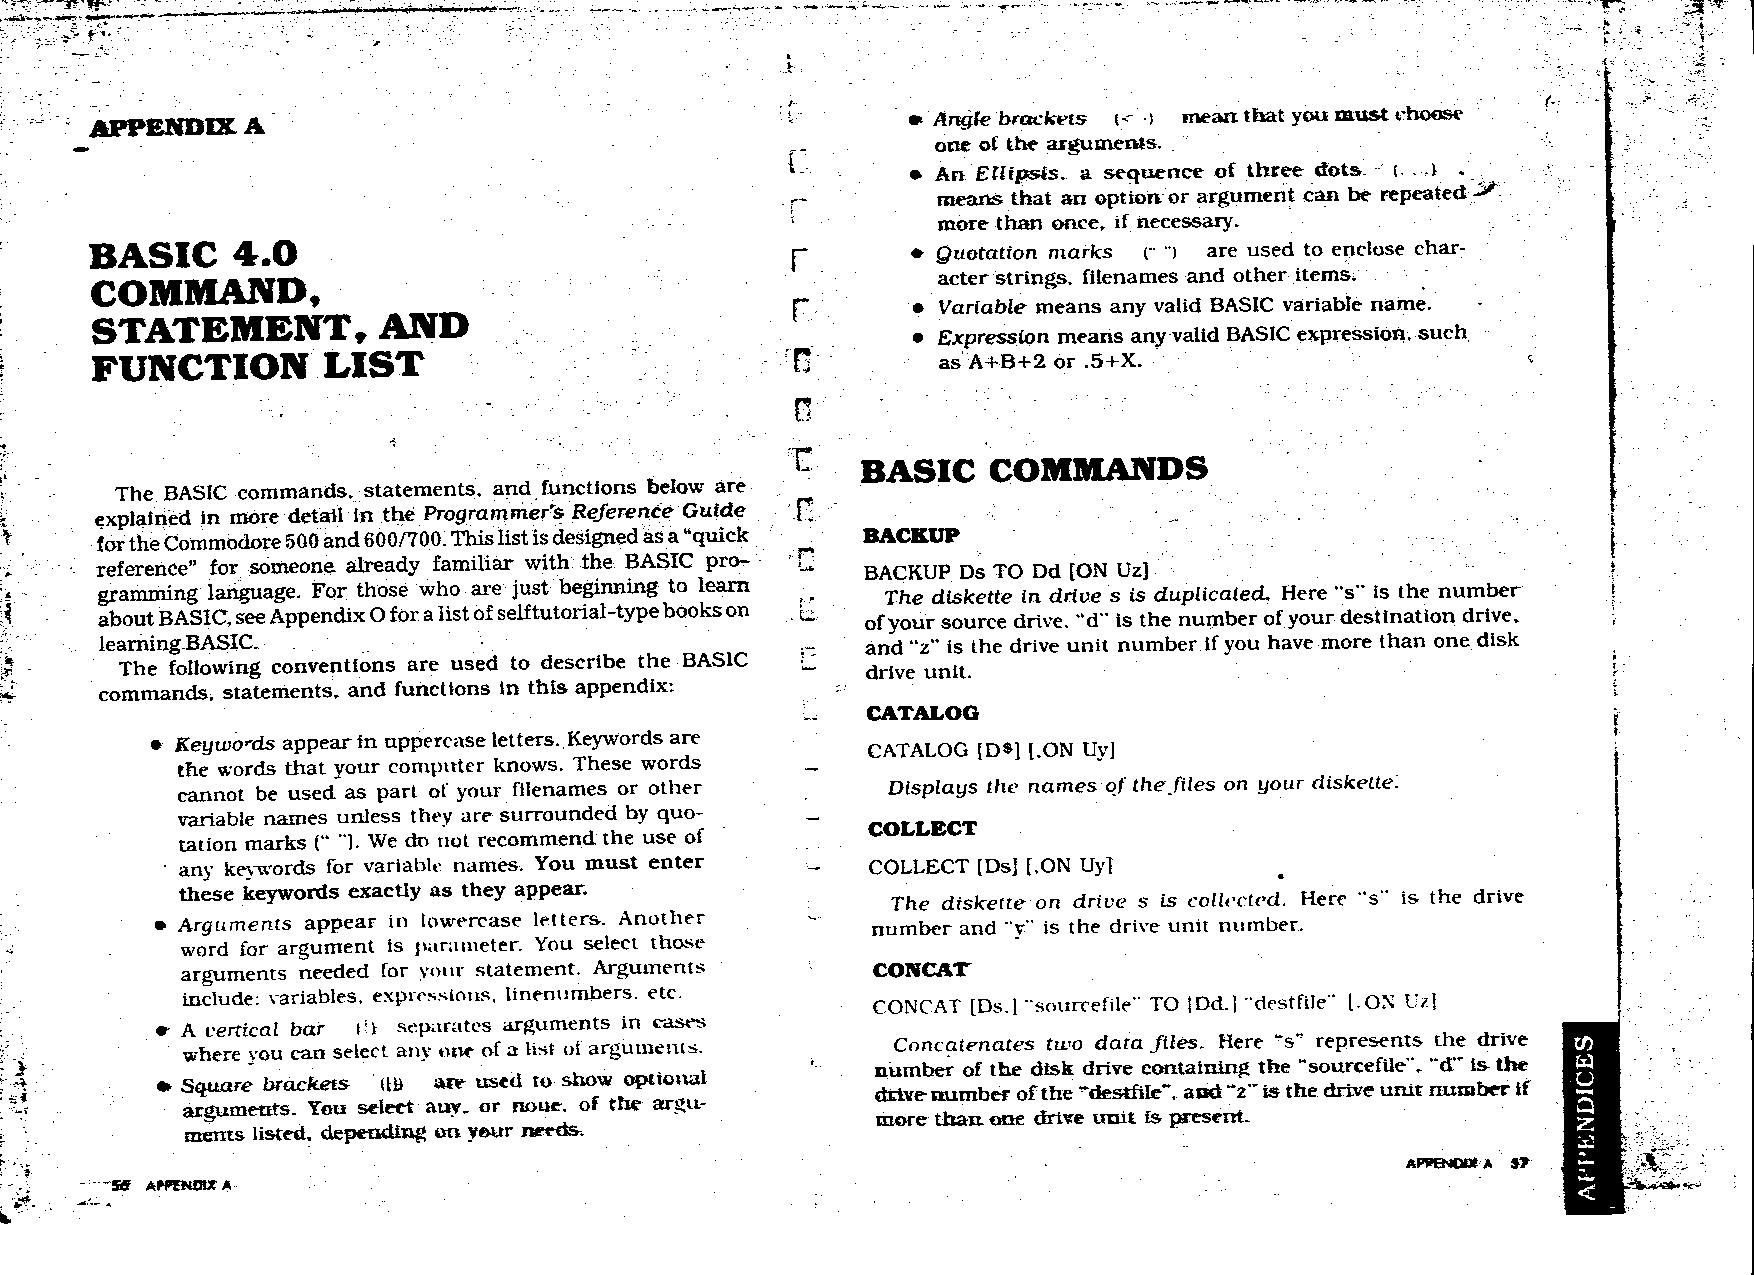 APPENDIX A
BASIC 4.0
COMMAND,
STATEMENT, AND
FUNCTION LIST
The BASIC commands, statements, and functions below are
explained in more detail in the Programmer's Reference Guide
for the Commodore 500 and 600/700. This list is designed as a "quick
reference" for someone already familiar with the BASIC pro-
gramming language. For those who are just beginning to learn
about BASIC, see Appendix O for a list of selftutorial-type books on
learning BASIC.
The following conventions are used to describe the BASIC
commands, statements, and functions in this appendix:
• Keywords appear in uppercase letters. Keywords are
the words that your computer knows. These words
cannot be used as part of your filenames or other
variable names unless they are surrounded by quo-
tation marks (" "). We do not recommend the use of
any keywords for variable names. You must enter
these keywords exactly as they appear.
• Arguments appear in lowercase letters. Another
word for argument is parameter. You select those
arguments needed for your statement. Arguments
include: variables, expressions, linenumbers, etc.
• A vertical bar (|) separates arguments in cases
where you can select any one of a list of arguments.
• Square brackets ([]) are used to show optional
arguments. You select any, or none, of the argu-
ments listed, depending on your needs.
56 APPENDIX A
• Angle brackets (< >) mean that you must choose
one of the arguments.
• An Ellipsis, a sequence of three dots (...)
means that an option or argument can be repeated
more than once, if necessary.
• Quotation marks (" ") are used to enclose char-
acter strings, filenames and other items.
• Variable means any valid BASIC variable name.
• Expression means any valid BASIC expression, such
as A+B+2 or .5+X.
BASIC COMMANDS
BACKUP
BACKUP Ds TO Dd [ON Uz]
The diskette in drive s is duplicated. Here "s" is the number
of your source drive, "d" is the number of your destination drive,
and "z" is the drive unit number if you have more than one disk
drive unit.
CATALOG
CATALOG [D$] [,ON Uy]
Displays the names of the files on your diskette.
COLLECT
COLLECT [Ds] [,ON Uy]
The diskette on drive s is collected. Here "s" is the drive
number and "y" is the drive unit number.
CONCAT
CONCAT [Ds,] "sourcefile" TO [Dd,] "destfile" [,ON Uz]
Concatenates two data files. Here "s" represents the drive
number of the disk drive containing the "sourcefile", "d" is the
drive number of the "destfile", and "z" is the drive unit number if
more than one drive unit is present.
APPENDIX A 57
APPENDICES